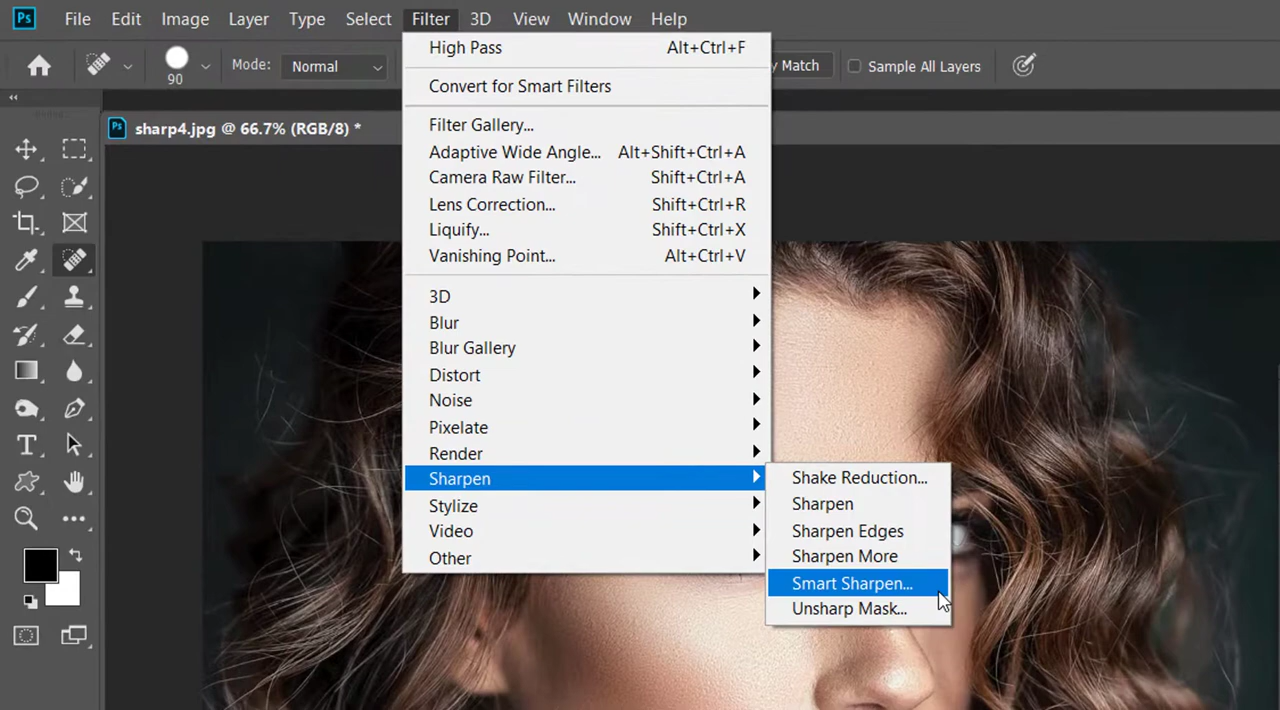 Ps File Edit Image Layer Type Select Filter 3D View Window Help
90 Mode: Normal y Match Sample All Layers
Ps sharp4.jpg @ 66.7% (RGB/8) *
High Pass Alt+Ctrl+F
Convert for Smart Filters
Filter Gallery...
Adaptive Wide Angle... Alt+Shift+Ctrl+A
Camera Raw Filter... Shift+Ctrl+A
Lens Correction... Shift+Ctrl+R
Liquify... Shift+Ctrl+X
Vanishing Point... Alt+Ctrl+V
3D
Blur
Blur Gallery
Distort
Noise
Pixelate
Render
Sharpen
Stylize
Video
Other
Shake Reduction...
Sharpen
Sharpen Edges
Sharpen More
Smart Sharpen...
Unsharp Mask...